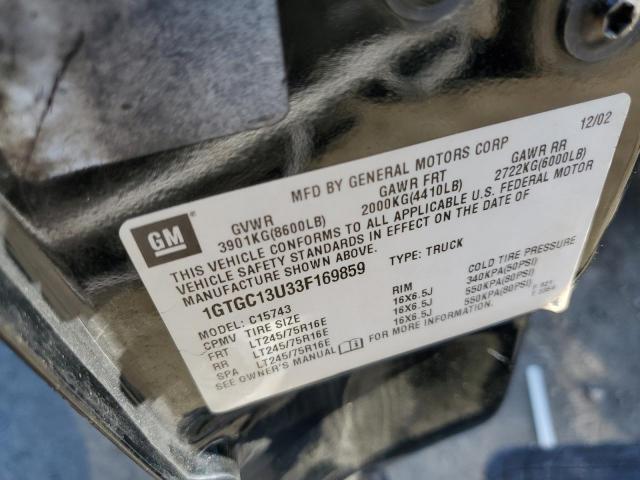 12/02
MFD BY GENERAL MOTORS CORP
GM
GVWR GAWR FRT GAWR RR
3901KG(8600LB) 2000KG(4410LB) 2722KG(6000LB)
THIS VEHICLE CONFORMS TO ALL APPLICABLE U.S. FEDERAL MOTOR
VEHICLE SAFETY STANDARDS IN EFFECT ON THE DATE OF
MANUFACTURE SHOWN ABOVE.
1GTGC13U33F169859 TYPE: TRUCK
MODEL: C15743
CPMV TIRE SIZE RIM COLD TIRE PRESSURE
FRT LT245/75R16E 16X6.5J 340KPA(50PSI)
RR LT245/75R16E 16X6.5J 550KPA(80PSI)
SPA LT245/75R16E 16X6.5J 550KPA(80PSI)
SEE OWNER'S MANUAL FOR MORE INFORMATION.